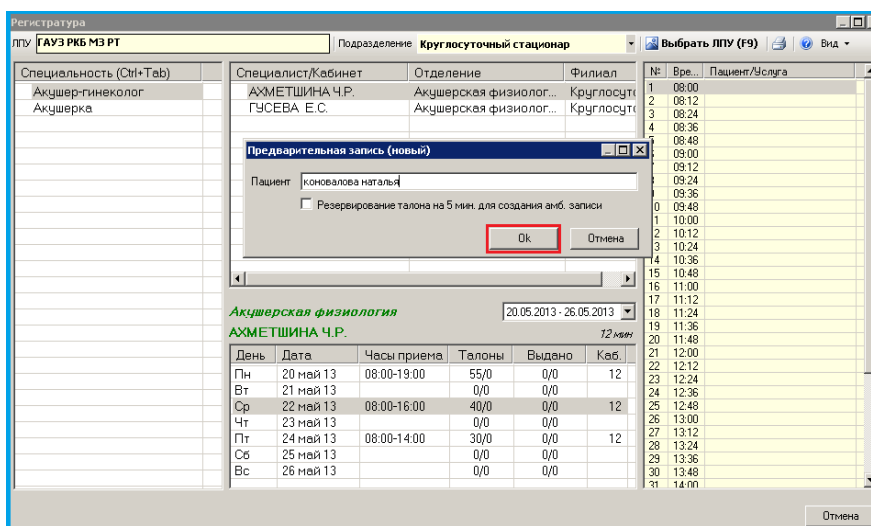 Регистратура
ЛПУ ГАУЗ РКБ МЗ РТ Подразделение Круглосуточный стационар Выбрать ЛПУ (F9) Вид
Специальность (Ctrl+Tab)
Акушер-гинеколог
Акушерка
Специалист/Кабинет Отделение Филиал
АХМЕТШИНА Ч.Р. Акушерская физиолог... Круглосуто
ГУСЕВА Е.С. Акушерская физиолог... Круглосуто
Предварительная запись (новый)
Пациент коновалова наталья
Резервирование талона на 5 мин. для создания амб. записи
Ok Отмена
Акушерская физиология 20.05.2013 - 26.05.2013
АХМЕТШИНА Ч.Р. 12 мин
День Дата Часы приема Талоны Выдано Каб.
Пн 20 май 13 08:00-19:00 55/0 0/0 12
Вт 21 май 13 0/0 0/0
Ср 22 май 13 08:00-16:00 40/0 0/0 12
Чт 23 май 13 0/0 0/0
Пт 24 май 13 08:00-14:00 30/0 0/0 12
Сб 25 май 13 0/0 0/0
Вс 26 май 13 0/0 0/0
№ Вре... Пациент/Услуга
1 08:00
2 08:12
3 08:24
4 08:36
08:48
09:00
09:12
09:24
09:36
0 09:48
1 10:00
2 10:12
3 10:24
14 10:36
15 10:48
16 11:00
17 11:12
18 11:24
19 11:36
20 11:48
21 12:00
22 12:12
23 12:24
24 12:36
25 12:48
26 13:00
27 13:12
28 13:24
29 13:36
30 13:48
31 14:00
Отмена